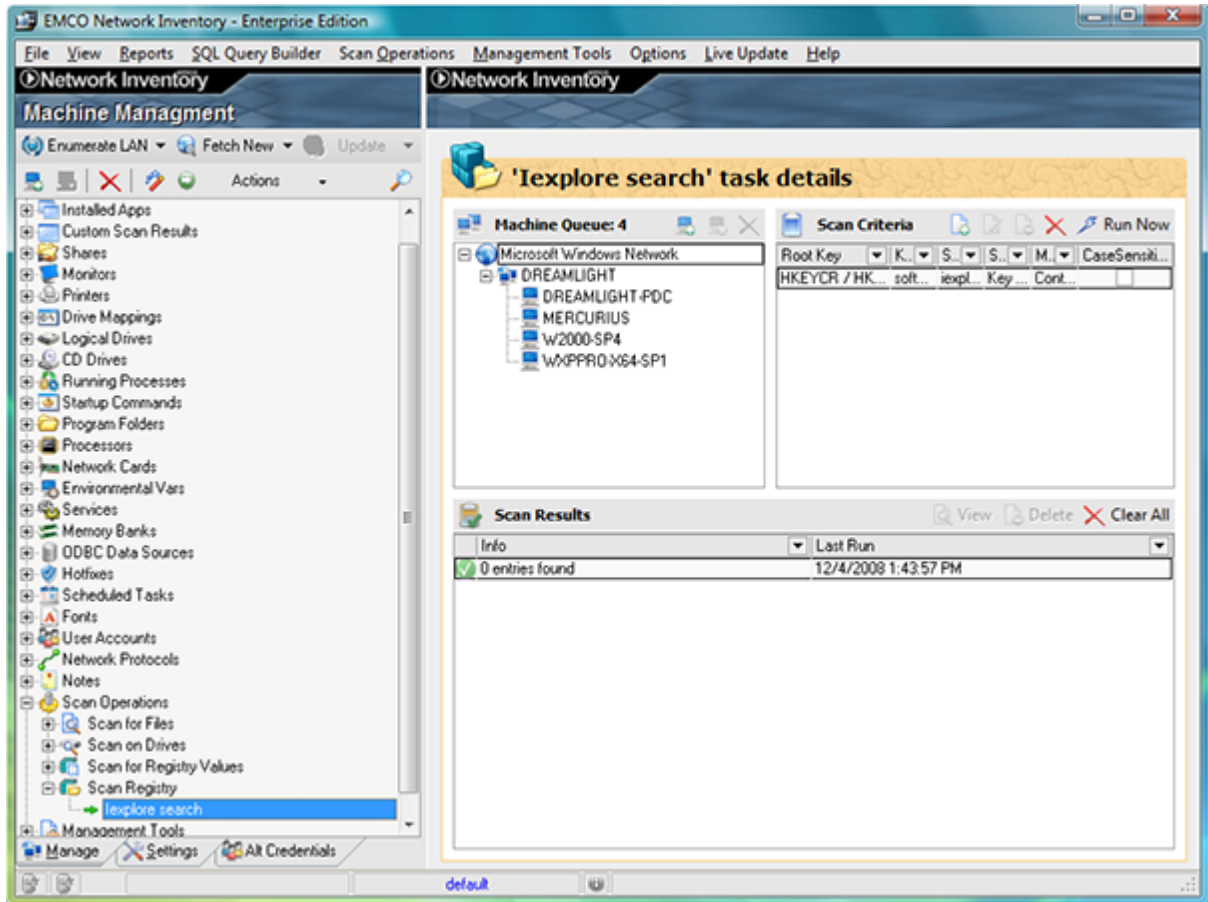 EMCO Network Inventory - Enterprise Edition
File View Reports SQL Query Builder Scan Operations Management Tools Options Live Update Help
Network Inventory
Machine Managment
Enumerate LAN Fetch New Update
Actions
Installed Apps
Custom Scan Results
Shares
Monitors
Printers
Drive Mappings
Logical Drives
CD Drives
Running Processes
Startup Commands
Program Folders
Processors
Network Cards
Environmental Vars
Services
Memory Banks
ODBC Data Sources
Hotfixes
Scheduled Tasks
Fonts
User Accounts
Network Protocols
Notes
Scan Operations
Scan for Files
Scan on Drives
Scan for Registry Values
Scan Registry
Iexplore search
Management Tools
Manage Settings Alt Credentials
Network Inventory
'Iexplore search' task details
Machine Queue: 4
Microsoft Windows Network
DREAMLIGHT
DREAMLIGHT-PDC
MERCURIUS
W2000-SP4
WXPPRO-X64-SP1
Scan Criteria Run Now
Root Key K... S... S... M... CaseSensiti...
HKEYCR / HK... soft... iexpl... Key ... Cont...
Scan Results View Delete Clear All
Info Last Run
0 entries found 12/4/2008 1:43:57 PM
default